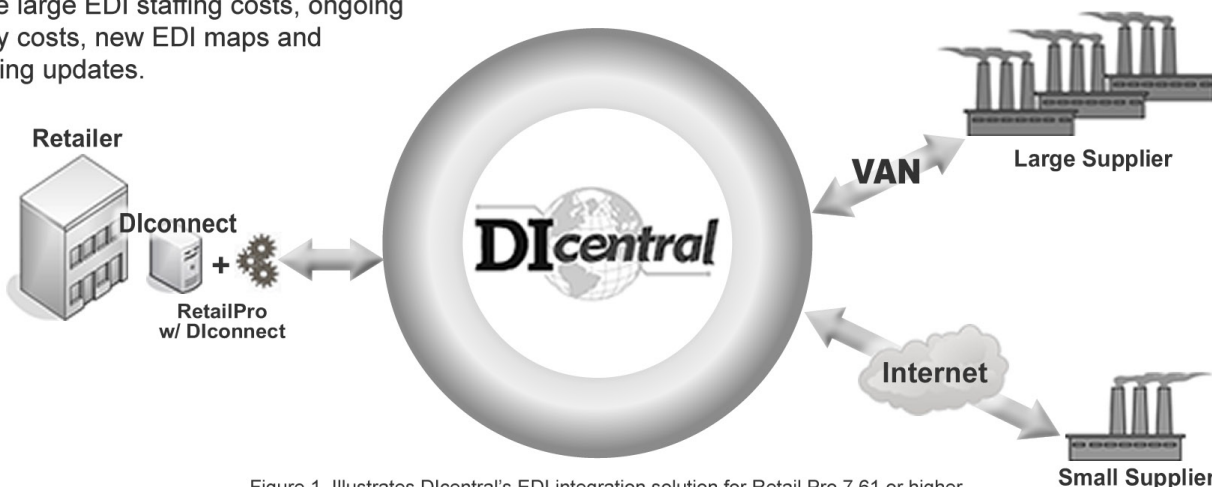 large EDI staffing costs, ongoing
costs, new EDI maps and
updates.
Retailer
DIconnect
+
RetailPro
w/ DIconnect
DIcentral
VAN
Large Supplier
Internet
Small Supplier
Figure 1. Illustrates DIcentral's EDI integration solution for Retail Pro 7.61 or higher